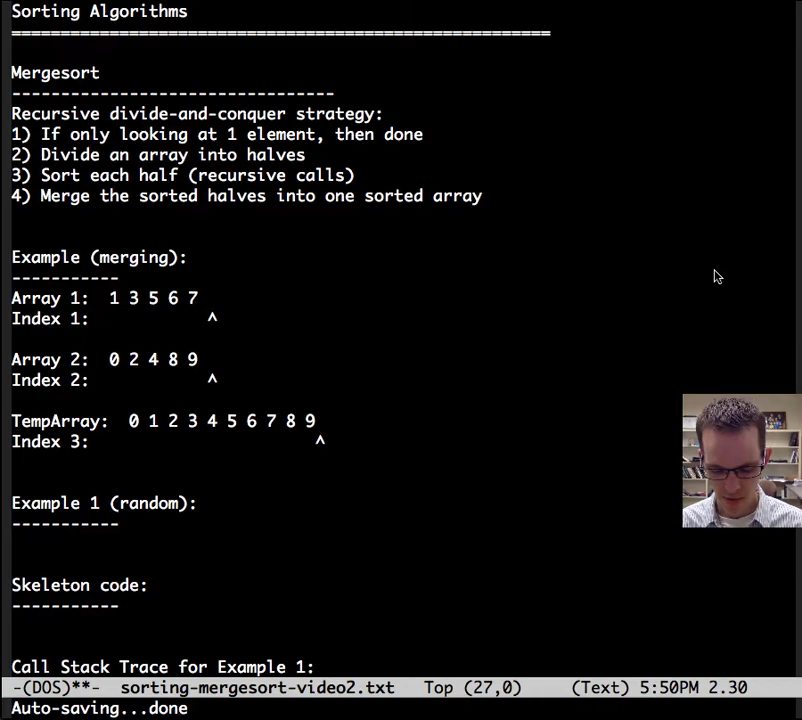 Sorting Algorithms
=======================================================
Mergesort
---------------------------------
Recursive divide-and-conquer strategy:
1) If only looking at 1 element, then done
2) Divide an array into halves
3) Sort each half (recursive calls)
4) Merge the sorted halves into one sorted array
Example (merging):
-----------
Array 1:  1 3 5 6 7
Index 1:            ^
Array 2:  0 2 4 8 9
Index 2:            ^
TempArray:  0 1 2 3 4 5 6 7 8 9
Index 3:                       ^
Example 1 (random):
-----------
Skeleton code:
-----------
Call Stack Trace for Example 1:
-(DOS)**-  sorting-mergesort-video2.txt   Top (27,0)     (Text) 5:50PM 2.30
Auto-saving...done